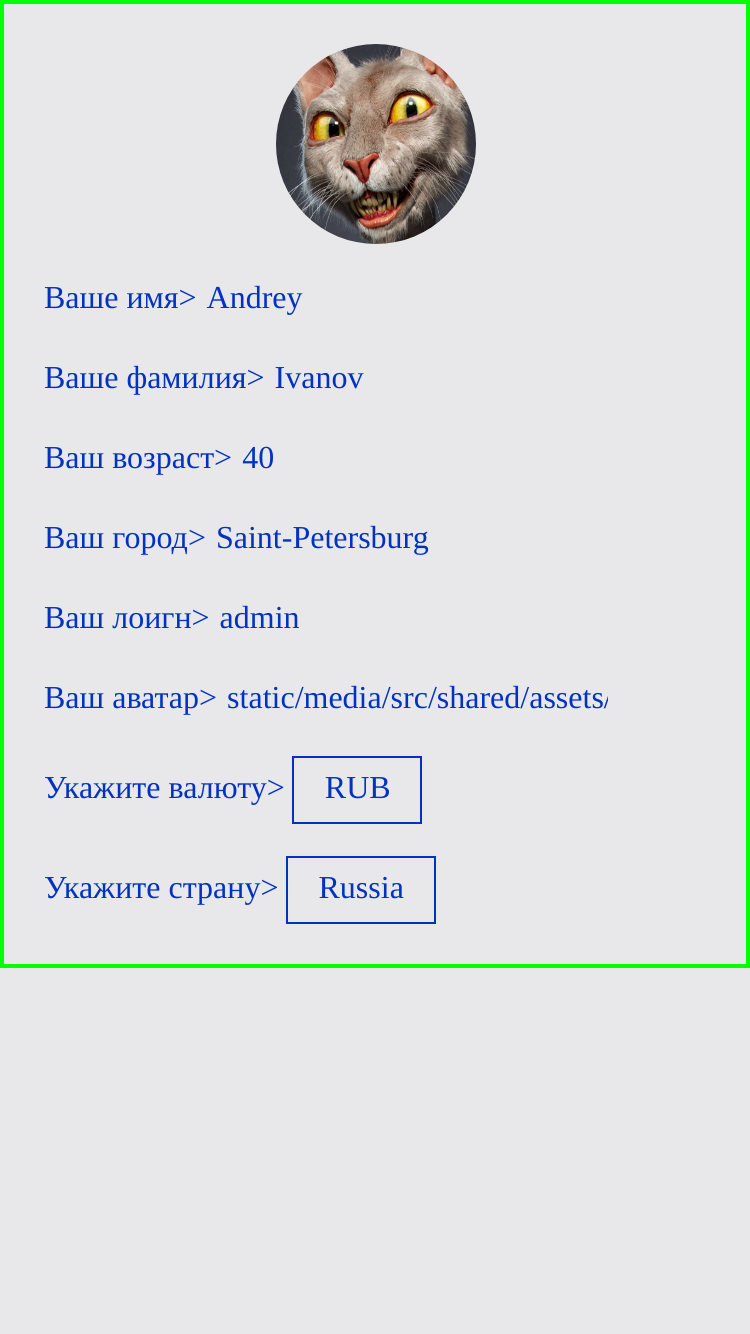 Ваше имя> Andrey
Ваше фамилия> Ivanov
Ваш возраст> 40
Ваш город> Saint-Petersburg
Ваш лоигн> admin
Ваш аватар> static/media/src/shared/assets/
Укажите валюту> RUB
Укажите страну> Russia